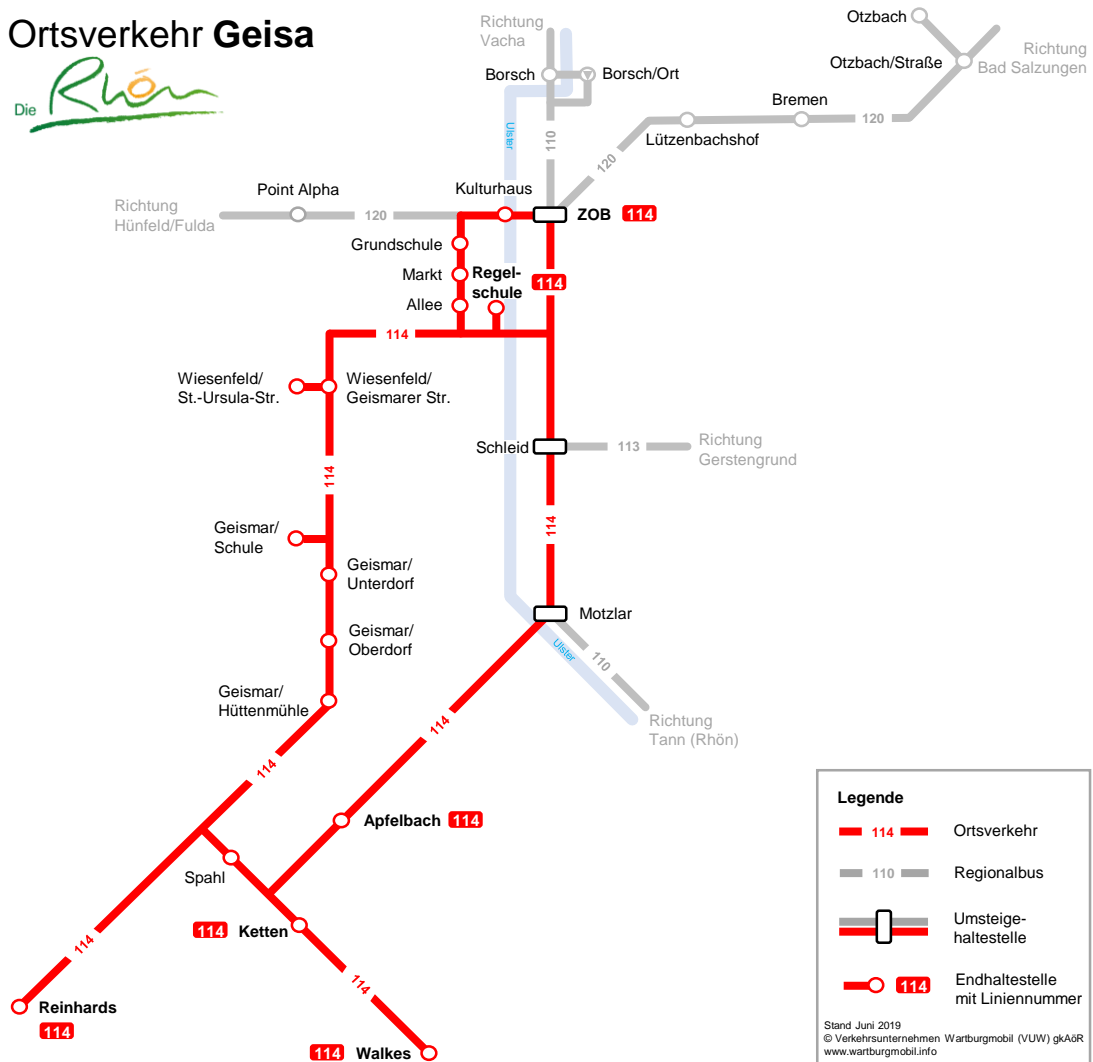 Ortsverkehr Geisa
Die Rhön
Richtung
Vacha
Borsch
Borsch/Ort
Otzbach
Otzbach/Straße
Richtung
Bad Salzungen
Bremen
Lützenbachshof
120
120
110
Ulster
Point Alpha
Richtung
Hünfeld/Fulda
120
Kulturhaus
ZOB 114
Grundschule
Markt
Allee
Regel-
schule
114
114
Wiesenfeld/
St.-Ursula-Str.
Wiesenfeld/
Geismarer Str.
Schleid
113
Richtung
Gerstengrund
114
114
Geismar/
Schule
Geismar/
Unterdorf
Geismar/
Oberdorf
Geismar/
Hüttenmühle
Motzlar
Ulster
110
Richtung
Tann (Rhön)
114
114
Apfelbach 114
Spahl
114 Ketten
114
114
Reinhards
114
114 Walkes
Legende
114 Ortsverkehr
110 Regionalbus
Umsteige-
haltestelle
114 Endhaltestelle
mit Liniennummer
Stand Juni 2019
© Verkehrsunternehmen Wartburgmobil (VUW) gkAöR
www.wartburgmobil.info